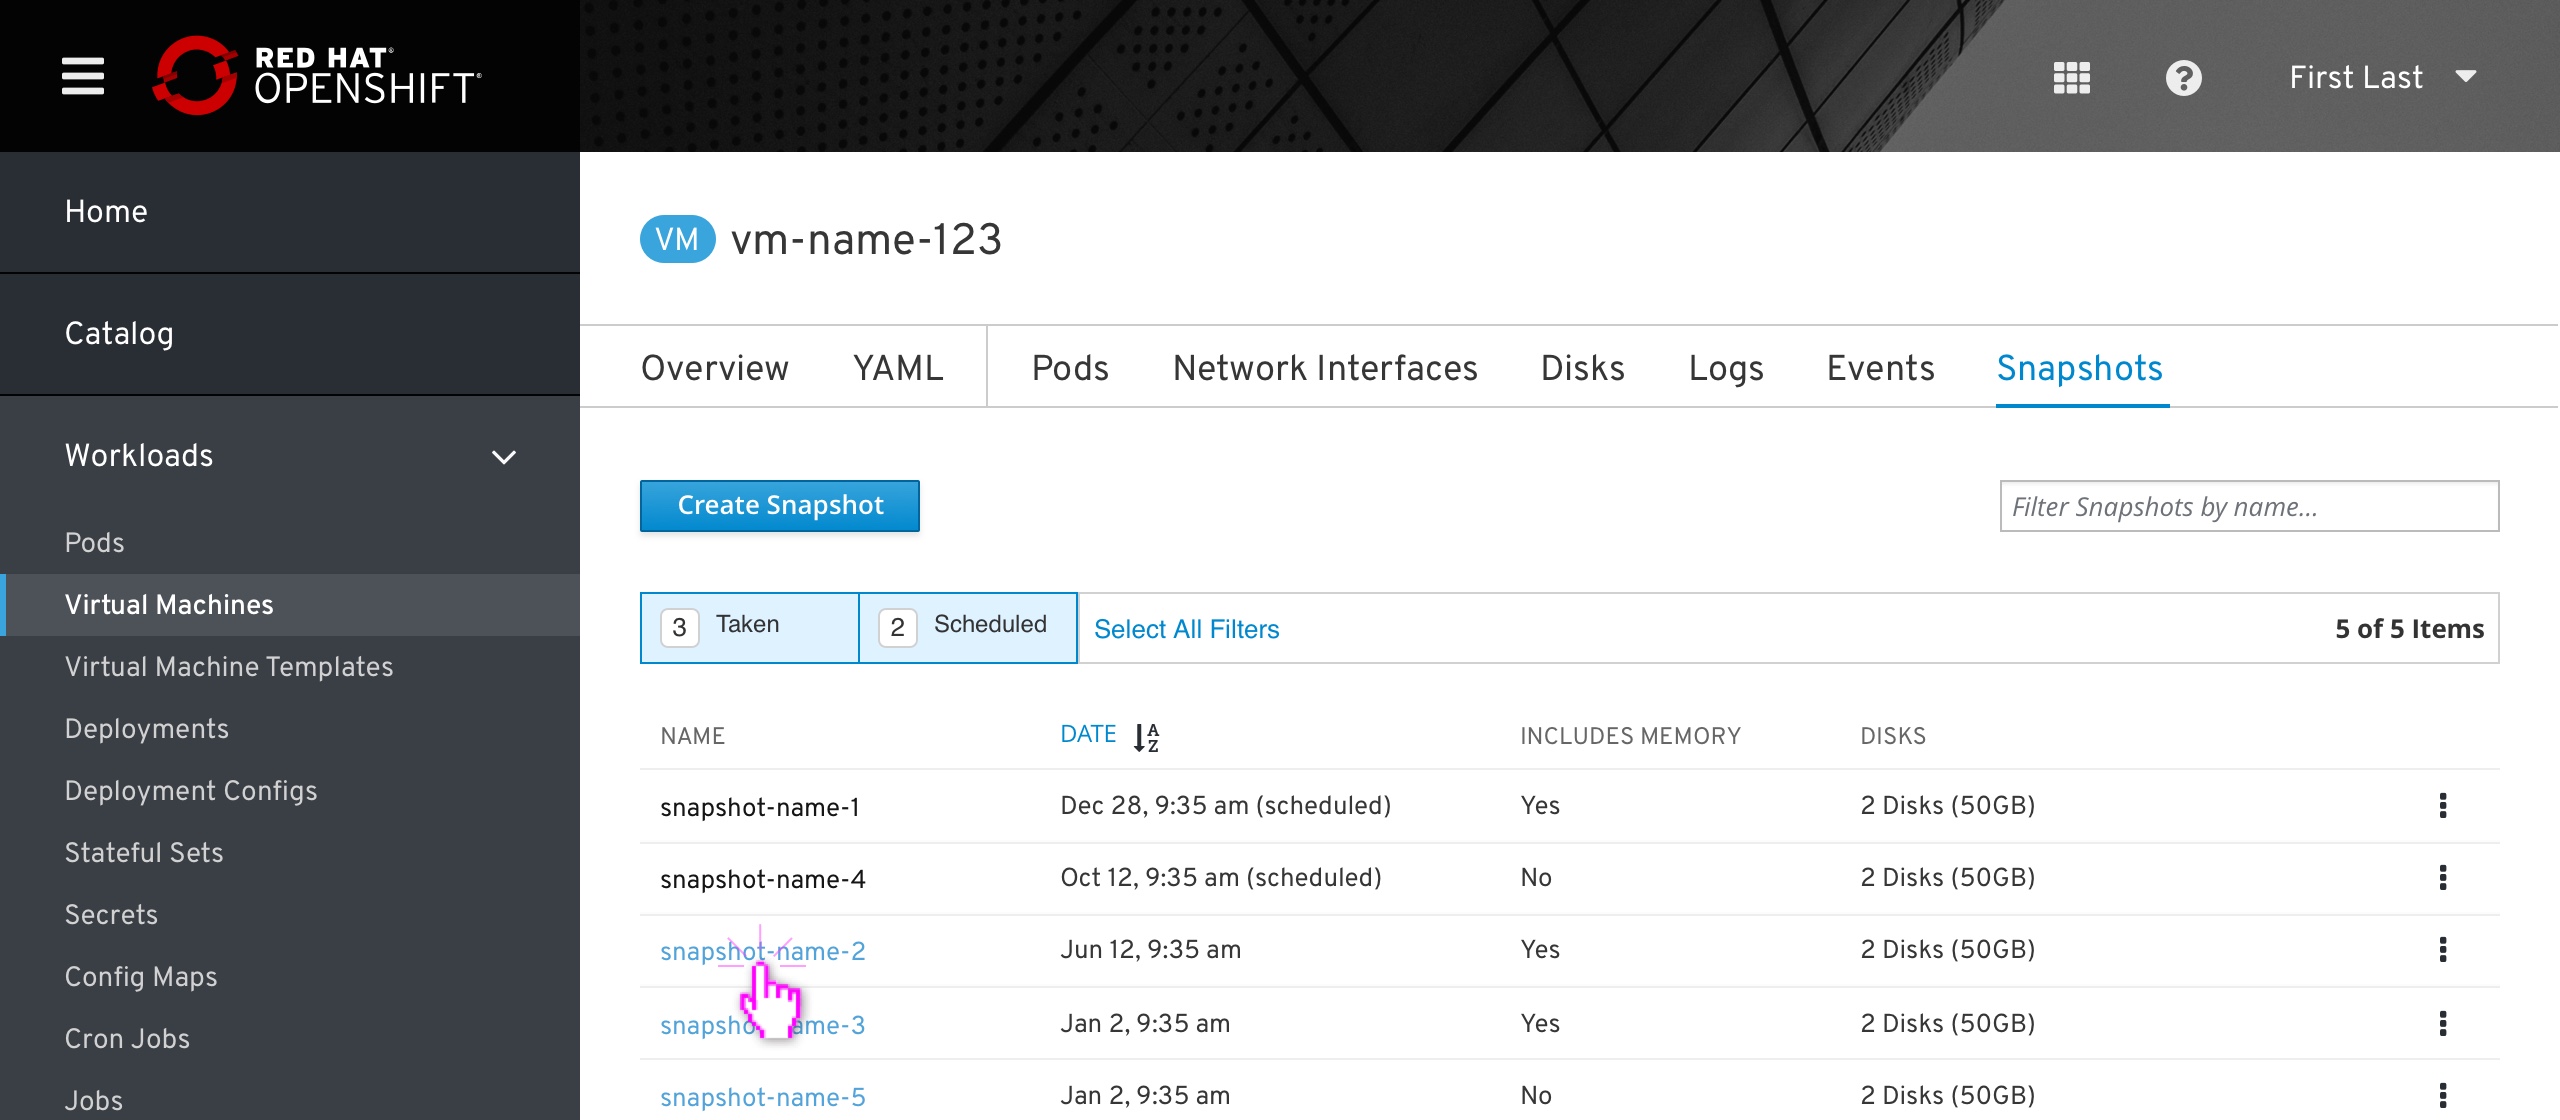 RED HAT®
OPENSHIFT®
First Last
Home
Catalog
Workloads
Pods
Virtual Machines
Virtual Machine Templates
Deployments
Deployment Configs
Stateful Sets
Secrets
Config Maps
Cron Jobs
Jobs
VM vm-name-123
Overview YAML Pods Network Interfaces Disks Logs Events Snapshots
Create Snapshot
Filter Snapshots by name...
3 Taken 2 Scheduled Select All Filters 5 of 5 Items
NAME DATE INCLUDES MEMORY DISKS
snapshot-name-1 Dec 28, 9:35 am (scheduled) Yes 2 Disks (50GB)
snapshot-name-4 Oct 12, 9:35 am (scheduled) No 2 Disks (50GB)
snapshot-name-2 Jun 12, 9:35 am Yes 2 Disks (50GB)
snapshot-name-3 Jan 2, 9:35 am Yes 2 Disks (50GB)
snapshot-name-5 Jan 2, 9:35 am No 2 Disks (50GB)